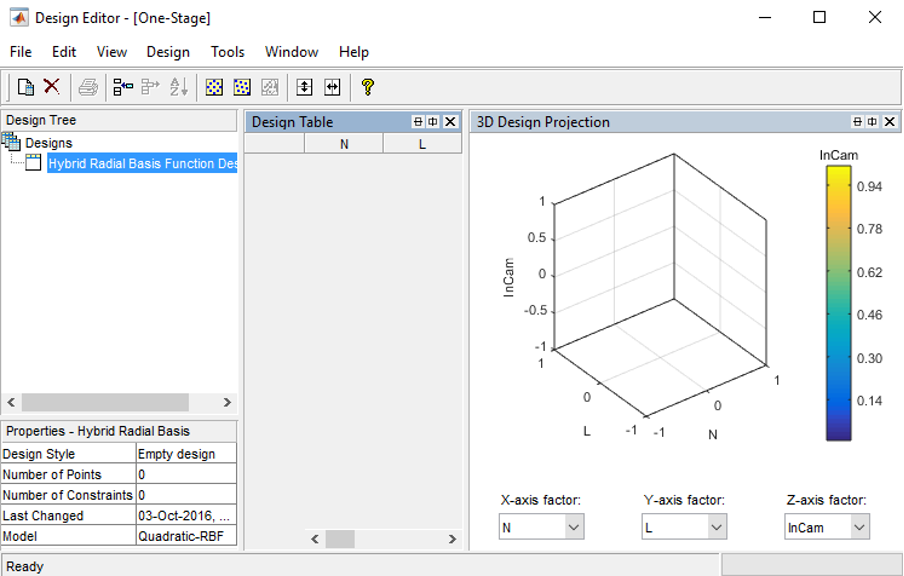 Design Editor - [One-Stage]
File Edit View Design Tools Window Help
Design Tree
Designs
Hybrid Radial Basis Function Des
Properties - Hybrid Radial Basis
Design Style Empty design
Number of Points 0
Number of Constraints 0
Last Changed 03-Oct-2016, ...
Model Quadratic-RBF
Design Table
N L
3D Design Projection
InCam
1
0.5
0
-0.5
-1
InCam
1
0
-1
L
-1
0
1
N
0.94
0.78
0.62
0.46
0.30
0.14
X-axis factor: Y-axis factor: Z-axis factor:
N L InCam
Ready